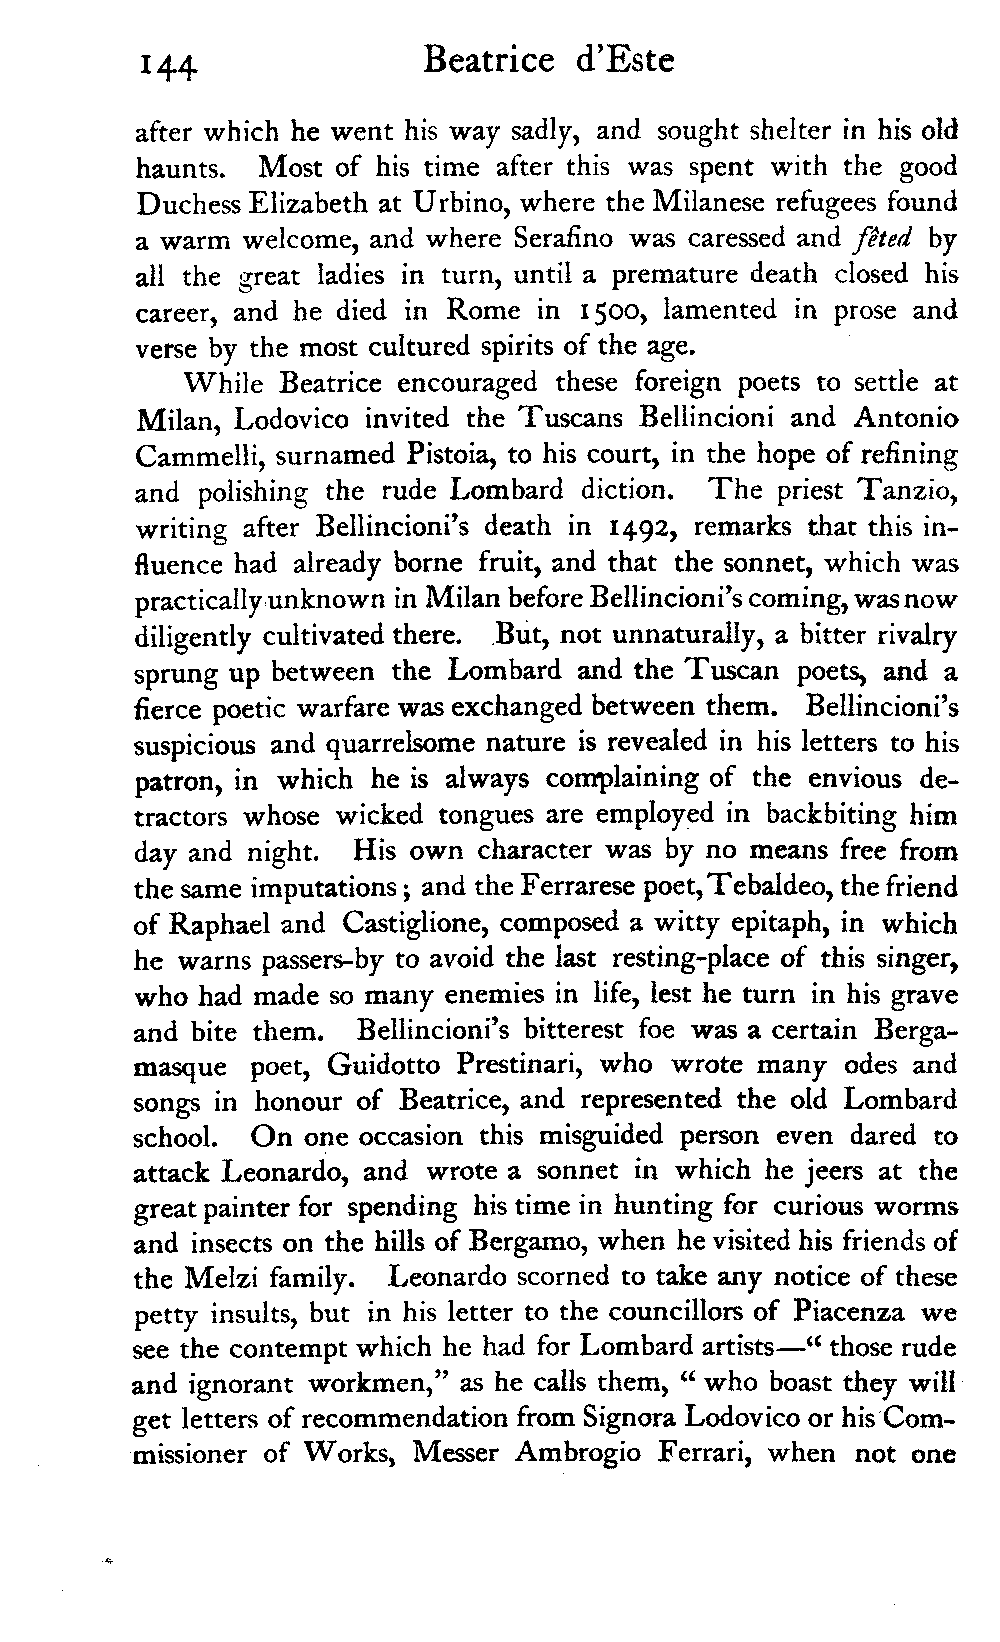 144 Beatrice d'Este
after which he went his way sadly, and sought shelter in his old
haunts. Most of his time after this was spent with the good
Duchess Elizabeth at Urbino, where the Milanese refugees found
a warm welcome, and where Serafino was caressed and fêted by
all the great ladies in turn, until a premature death closed his
career, and he died in Rome in 1500, lamented in prose and
verse by the most cultured spirits of the age.
While Beatrice encouraged these foreign poets to settle at
Milan, Lodovico invited the Tuscans Bellincioni and Antonio
Cammelli, surnamed Pistoia, to his court, in the hope of refining
and polishing the rude Lombard diction. The priest Tanzio,
writing after Bellincioni's death in 1492, remarks that this in-
fluence had already borne fruit, and that the sonnet, which was
practically unknown in Milan before Bellincioni's coming, was now
diligently cultivated there. But, not unnaturally, a bitter rivalry
sprung up between the Lombard and the Tuscan poets, and a
fierce poetic warfare was exchanged between them. Bellincioni's
suspicious and quarrelsome nature is revealed in his letters to his
patron, in which he is always complaining of the envious de-
tractors whose wicked tongues are employed in backbiting him
day and night. His own character was by no means free from
the same imputations; and the Ferrarese poet, Tebaldeo, the friend
of Raphael and Castiglione, composed a witty epitaph, in which
he warns passers-by to avoid the last resting-place of this singer,
who had made so many enemies in life, lest he turn in his grave
and bite them. Bellincioni's bitterest foe was a certain Berga-
masque poet, Guidotto Prestinari, who wrote many odes and
songs in honour of Beatrice, and represented the old Lombard
school. On one occasion this misguided person even dared to
attack Leonardo, and wrote a sonnet in which he jeers at the
great painter for spending his time in hunting for curious worms
and insects on the hills of Bergamo, when he visited his friends of
the Melzi family. Leonardo scorned to take any notice of these
petty insults, but in his letter to the councillors of Piacenza we
see the contempt which he had for Lombard artists—“ those rude
and ignorant workmen,” as he calls them, “ who boast they will
get letters of recommendation from Signora Lodovico or his Com-
missioner of Works, Messer Ambrogio Ferrari, when not one